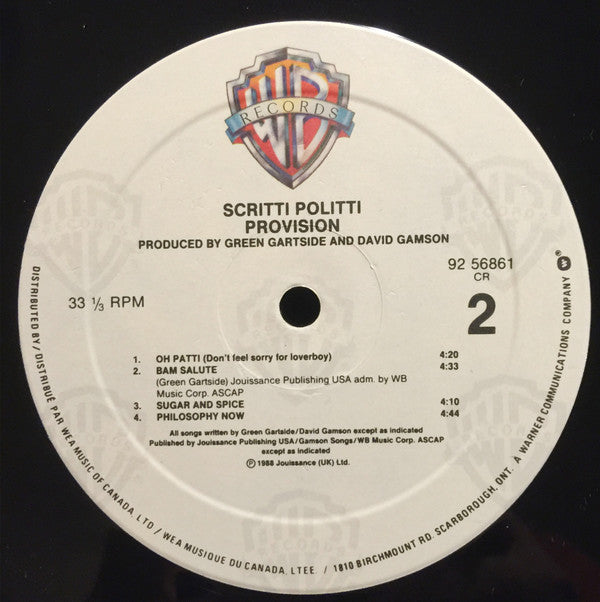 WB
RECORDS
SCRITTI POLITTI
PROVISION
PRODUCED BY GREEN GARTSIDE AND DAVID GAMSON
92 56861
CR
33 ⅓ RPM
2
1. OH PATTI (Don't feel sorry for loverboy) 4:20
2. BAM SALUTE 4:33
(Green Gartside) Jouissance Publishing USA adm. by WB
Music Corp. ASCAP
3. SUGAR AND SPICE 4:10
4. PHILOSOPHY NOW 4:44
All songs written by Green Gartside/David Gamson except as indicated
Published by Jouissance Publishing USA/Gamson Songs/WB Music Corp. ASCAP
except as indicated
Ⓟ 1988 Jouissance (UK) Ltd.
DISTRIBUTED BY / DISTRIBUÉ PAR WEA MUSIC OF CANADA, LTD / WEA MUSIQUE DU CANADA, LTEE. / 1810 BIRCHMOUNT RD, SCARBOROUGH, ONT. A WARNER COMMUNICATIONS COMPANY W®